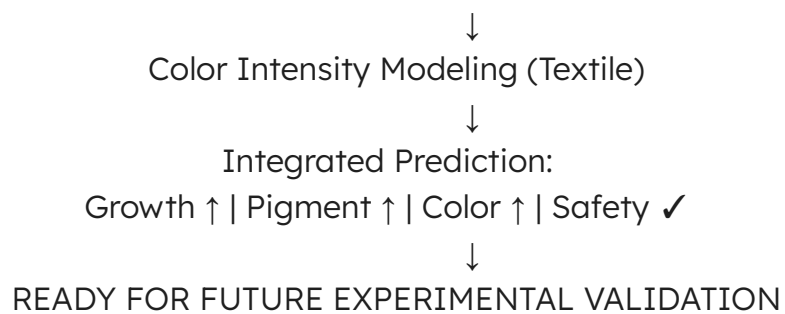 ↓
Color Intensity Modeling (Textile)
↓
Integrated Prediction:
Growth ↑ | Pigment ↑ | Color ↑ | Safety ✓
↓
READY FOR FUTURE EXPERIMENTAL VALIDATION